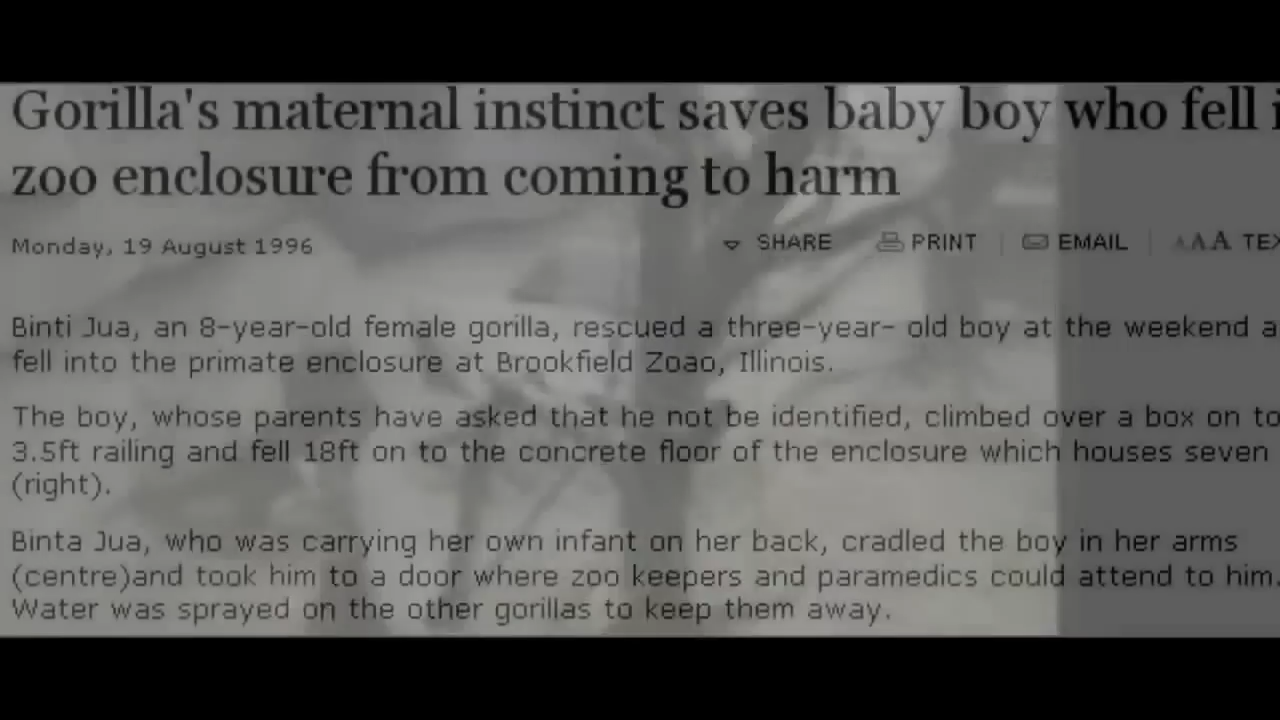 Gorilla's maternal instinct saves baby boy who fell
zoo enclosure from coming to harm
Monday, 19 August 1996
SHARE PRINT EMAIL AAA
Binti Jua, an 8-year-old female gorilla, rescued a three-year- old boy at the weekend
fell into the primate enclosure at Brookfield Zoao, Illinois.
The boy, whose parents have asked that he not be identified, climbed over a box on to
3.5ft railing and fell 18ft on to the concrete floor of the enclosure which houses seven
(right).
Binta Jua, who was carrying her own infant on her back, cradled the boy in her arms
(centre)and took him to a door where zoo keepers and paramedics could attend to him.
Water was sprayed on the other gorillas to keep them away.